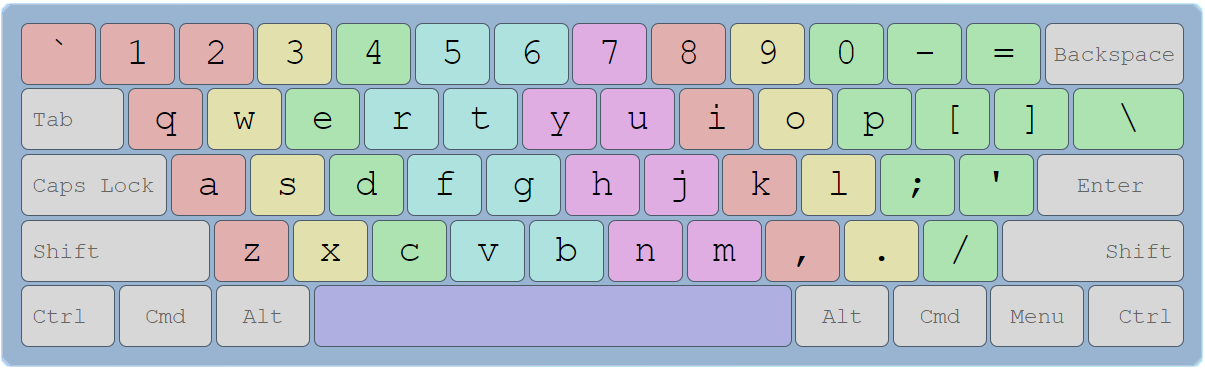 ` 1 2 3 4 5 6 7 8 9 0 - = Backspace
Tab q w e r t y u i o p [ ] \
Caps Lock a s d f g h j k l ; ' Enter
Shift z x c v b n m , . / Shift
Ctrl Cmd Alt Alt Cmd Menu Ctrl